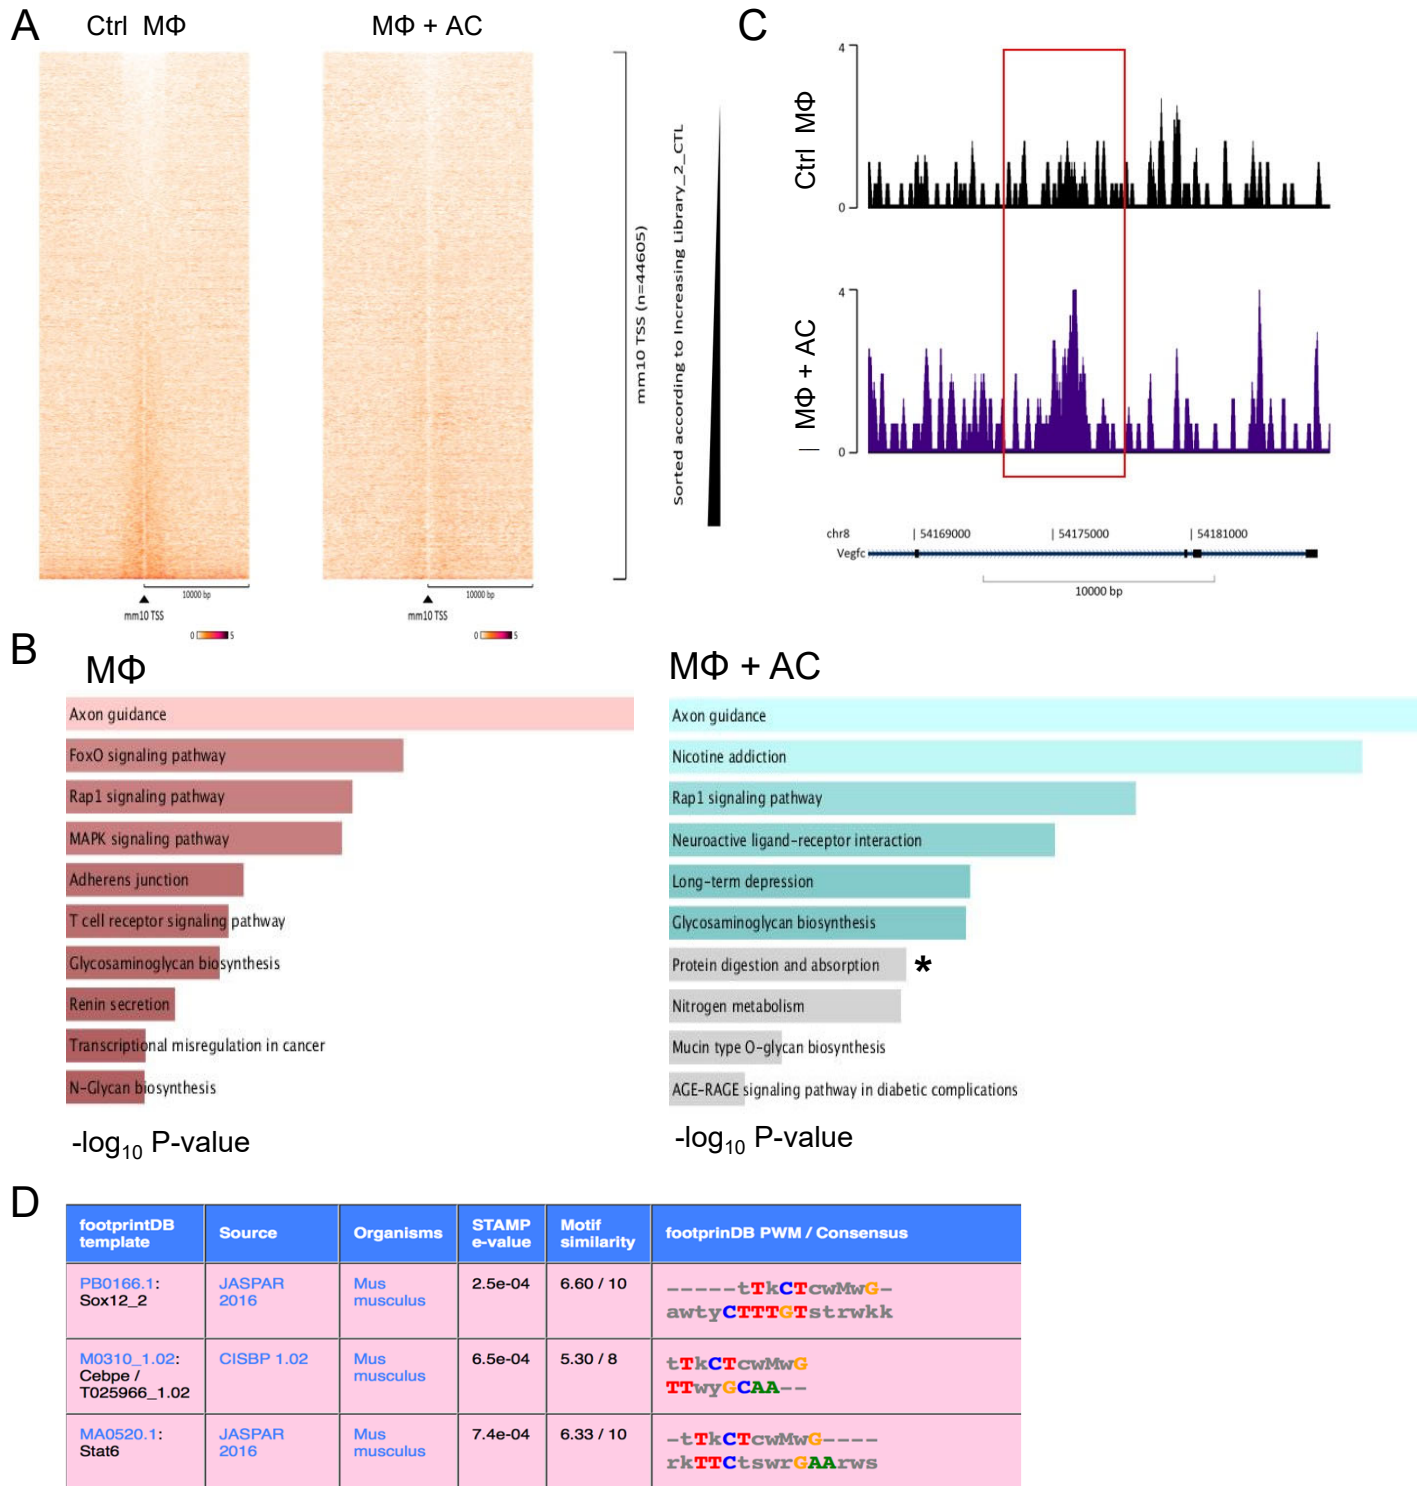 A
Ctrl MΦ
MΦ + AC
mm10 TSS (n=44605)
Sorted according to Increasing Library_2_CTL
10000 bp
mm10 TSS
0 5
10000 bp
mm10 TSS
0 5
C
Ctrl MΦ
4
0
| MΦ + AC
4
0
chr8 | 54169000 | 54175000 | 54181000
Vegfc
10000 bp
B
MΦ
Axon guidance
FoxO signaling pathway
Rap1 signaling pathway
MAPK signaling pathway
Adherens junction
T cell receptor signaling pathway
Glycosaminoglycan biosynthesis
Renin secretion
Transcriptional misregulation in cancer
N-Glycan biosynthesis
-log10 P-value
MΦ + AC
Axon guidance
Nicotine addiction
Rap1 signaling pathway
Neuroactive ligand-receptor interaction
Long-term depression
Glycosaminoglycan biosynthesis
Protein digestion and absorption *
Nitrogen metabolism
Mucin type O-glycan biosynthesis
AGE-RAGE signaling pathway in diabetic complications
-log10 P-value
D
footprintDB template Source Organisms STAMP e-value Motif similarity footprinDB PWM / Consensus
PB0166.1: Sox12_2 JASPAR 2016 Mus musculus 2.5e-04 6.60 / 10
-----tTkCTcwMwG-
awtyCTTTGTstrwkk
M0310_1.02: Cebpe / T025966_1.02 CISBP 1.02 Mus musculus 6.5e-04 5.30 / 8
tTkCTcwMwG
TTwyGCAA--
MA0520.1: Stat6 JASPAR 2016 Mus musculus 7.4e-04 6.33 / 10
-tTkCTcwMwG----
rkTTCtswrGAArws